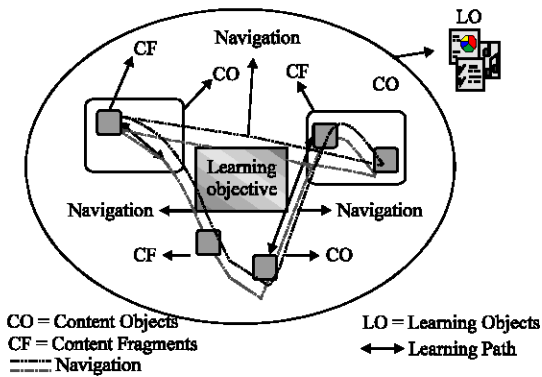 LO
Navigation
CF
CO
CF
CO
Learning
objective
Navigation
Navigation
CF
CO
CO = Content Objects
CF = Content Fragments
Navigation
LO = Learning Objects
Learning Path